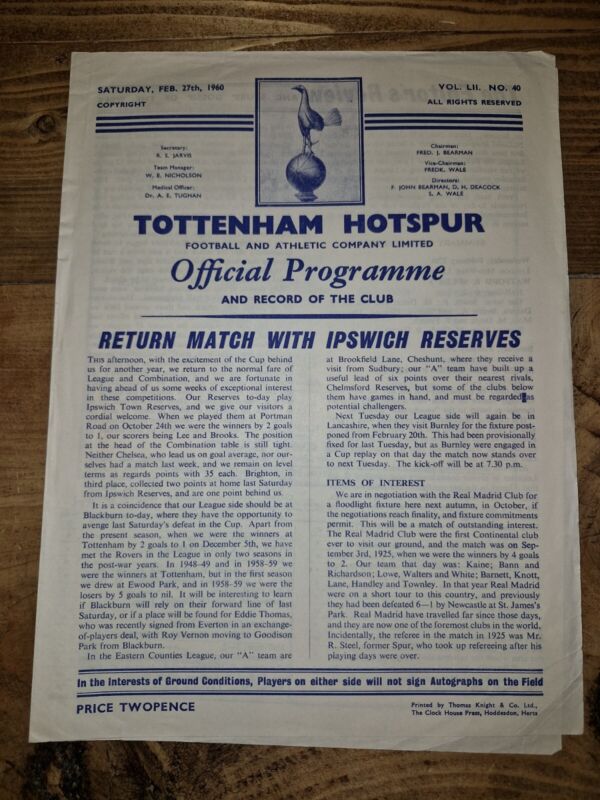 SATURDAY, FEB. 27th, 1960
COPYRIGHT
VOL. LII. NO. 40
ALL RIGHTS RESERVED
Secretary:
R. S. JARVIS
Team Manager:
W. E. NICHOLSON
Medical Officer:
Dr. A. E. TUGHAN
Chairman:
FRED. J. BEARMAN
Vice-Chairman:
FREDK. WALE
Directors:
F. JOHN BEARMAN, D. H. DEACOCK
S. A. WALE
TOTTENHAM HOTSPUR
FOOTBALL AND ATHLETIC COMPANY LIMITED
Official Programme
AND RECORD OF THE CLUB
RETURN MATCH WITH IPSWICH RESERVES
THIS afternoon, with the excitement of the Cup behind
us for another year, we return to the normal fare of
League and Combination, and we are fortunate in
having ahead of us some weeks of exceptional interest
in these competitions. Our Reserves to-day play
Ipswich Town Reserves, and we give our visitors a
cordial welcome. When we played them at Portman
Road on October 24th we were the winners by 2 goals
to 1, our scorers being Lee and Brooks. The position
at the head of the Combination table is still tight.
Neither Chelsea, who lead us on goal average, nor our-
selves had a match last week, and we remain on level
terms as regards points with 35 each. Brighton, in
third place, collected two points at home last Saturday
from Ipswich Reserves, and are one point behind us.
It is a coincidence that our League side should be at
Blackburn to-day, where they have the opportunity to
avenge last Saturday's defeat in the Cup. Apart from
the present season, when we were the winners at
Tottenham by 2 goals to 1 on December 5th, we have
met the Rovers in the League in only two seasons in
the post-war years. In 1948-49 and in 1958-59 we
were the winners at Tottenham, but in the first season
we drew at Ewood Park, and in 1958-59 we were the
losers by 5 goals to nil. It will be interesting to learn
if Blackburn will rely on their forward line of last
Saturday, or if a place will be found for Eddie Thomas,
who was recently signed from Everton in an exchange-
of-players deal, with Roy Vernon moving to Goodison
Park from Blackburn.
In the Eastern Counties League, our "A" team are
at Brookfield Lane, Cheshunt, where they receive a
visit from Sudbury; our "A" team have built up a
useful lead of six points over their nearest rivals,
Chelmsford Reserves, but some of the clubs below
them have games in hand, and must be regarded as
potential challengers.
Next Tuesday our League side will again be in
Lancashire, when they visit Burnley for the fixture post-
poned from February 20th. This had been provisionally
fixed for last Tuesday, but as Burnley were engaged in
a Cup replay on that day the match now stands over
to next Tuesday. The kick-off will be at 7.30 p.m.
ITEMS OF INTEREST
We are in negotiation with the Real Madrid Club for
a floodlight fixture here next autumn, in October, if
the negotiations reach finality, and fixture commitments
permit. This will be a match of outstanding interest.
The Real Madrid Club were the first Continental club
ever to visit our ground, and the match was on Sep-
tember 3rd, 1925, when we were the winners by 4 goals
to 2. Our team that day was: Kaine; Bann and
Richardson; Lowe, Walters and White; Barnett, Knott,
Lane, Handley and Townley. In that year Real Madrid
were on a short tour to this country, and previously
they had been defeated 6—1 by Newcastle at St. James's
Park. Real Madrid have travelled far since those days,
and they are now one of the foremost clubs in the world.
Incidentally, the referee in the match in 1925 was Mr.
R. Steel, former Spur, who took up refereeing after his
playing days were over.
In the Interests of Ground Conditions, Players on either side will not sign Autographs on the Field
PRICE TWOPENCE
Printed by Thomas Knight & Co. Ltd.,
The Clock House Press, Hoddesdon, Herts